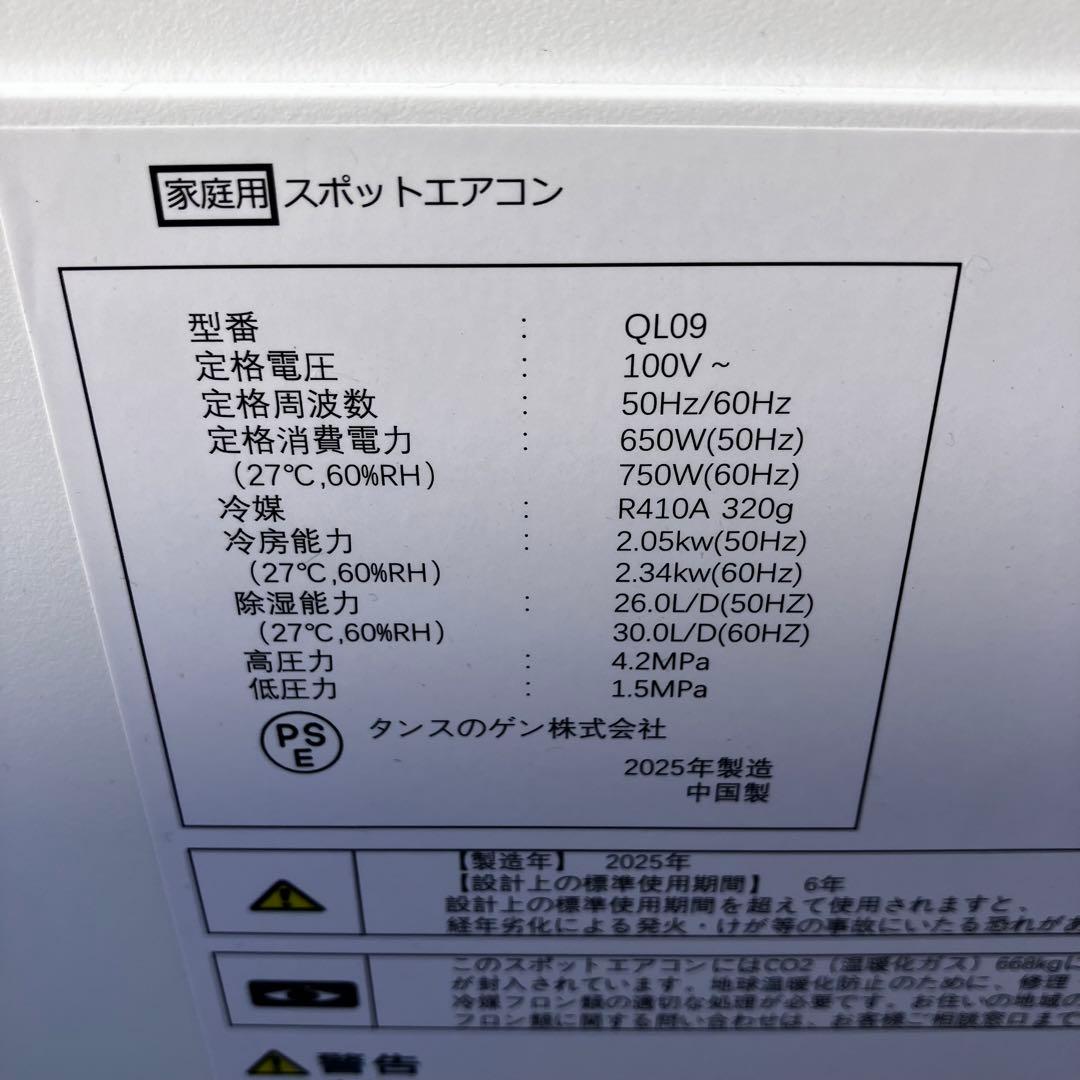 家庭用 スポットエアコン
型番 : QL09
定格電圧 : 100V ~
定格周波数 : 50Hz/60Hz
定格消費電力 : 650W(50Hz)
(27℃,60%RH) 750W(60Hz)
冷媒 : R410A 320g
冷房能力 : 2.05kw(50Hz)
(27℃,60%RH) 2.34kw(60Hz)
除湿能力 : 26.0L/D(50HZ)
(27℃,60%RH) 30.0L/D(60HZ)
高圧力 : 4.2MPa
低圧力 : 1.5MPa
PSE タンスのゲン株式会社
2025年製造
中国製
【製造年】 2025年
【設計上の標準使用期間】 6年
設計上の標準使用期間を超えて使用されますと、
経年劣化による発火・けが等の事故にいたる恐れがあ
このスポットエアコンにはCO2（温暖化ガス）668kgに
が封入されています。地球温暖化防止のために、修理
冷媒フロン類の適切な処理が必要です。お住いの地域の
フロン類に関する問い合わせは、お客様ご相談窓口まで
警告